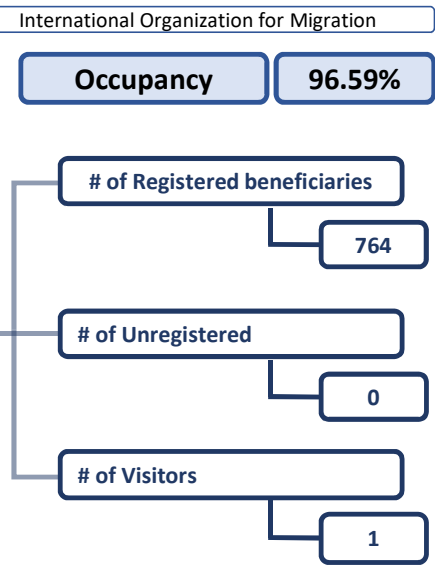 International Organization for Migration
Occupancy 96.59%
# of Registered beneficiaries
764
# of Unregistered
0
# of Visitors
1